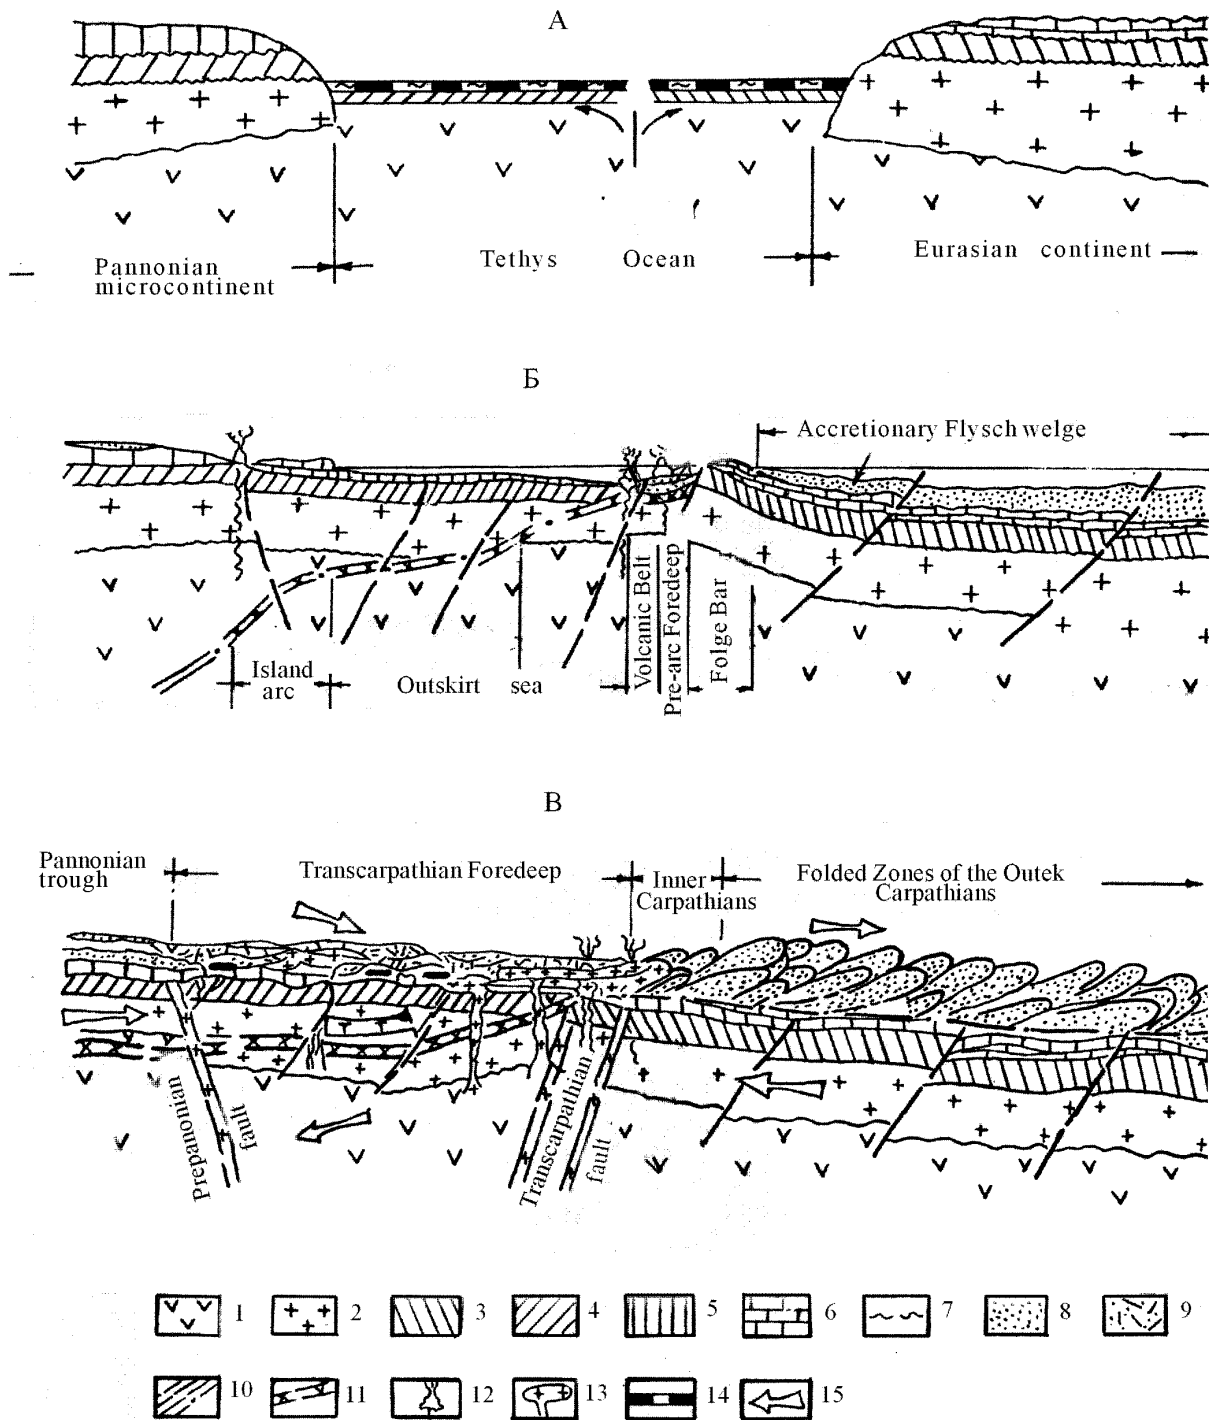 А
Pannonian
microcontinent
Tethys Ocean
Eurasian continent
Б
Accretionary Flysch welge
Island
arc
Outskirt sea
Volcanic Belt
Pre-arc Foredeep
Folge Bar
В
Pannonian
trough
Transcarpathian Foredeep
Inner
Carpathians
Folded Zones of the Outek
Carpathians
Prepanonian
fault
Transcarpathian
fault
1 2 3 4 5 6 7 8 9
10 11 12 13 14 15